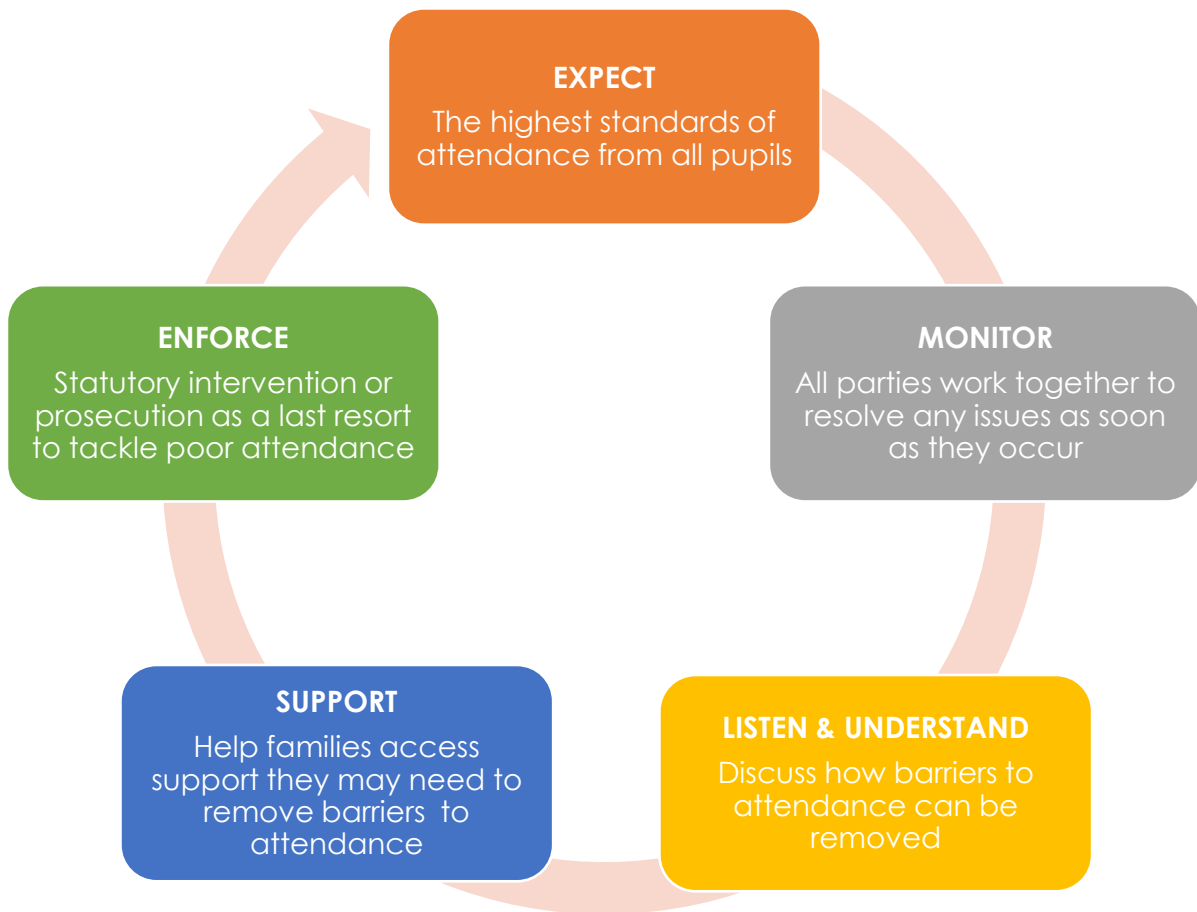 EXPECT
The highest standards of
attendance from all pupils
MONITOR
All parties work together to
resolve any issues as soon
as they occur
LISTEN & UNDERSTAND
Discuss how barriers to
attendance can be
removed
SUPPORT
Help families access
support they may need to
remove barriers to
attendance
ENFORCE
Statutory intervention or
prosecution as a last resort
to tackle poor attendance